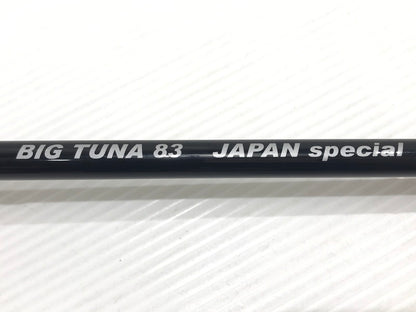 BIG TUNA 83 JAPAN special